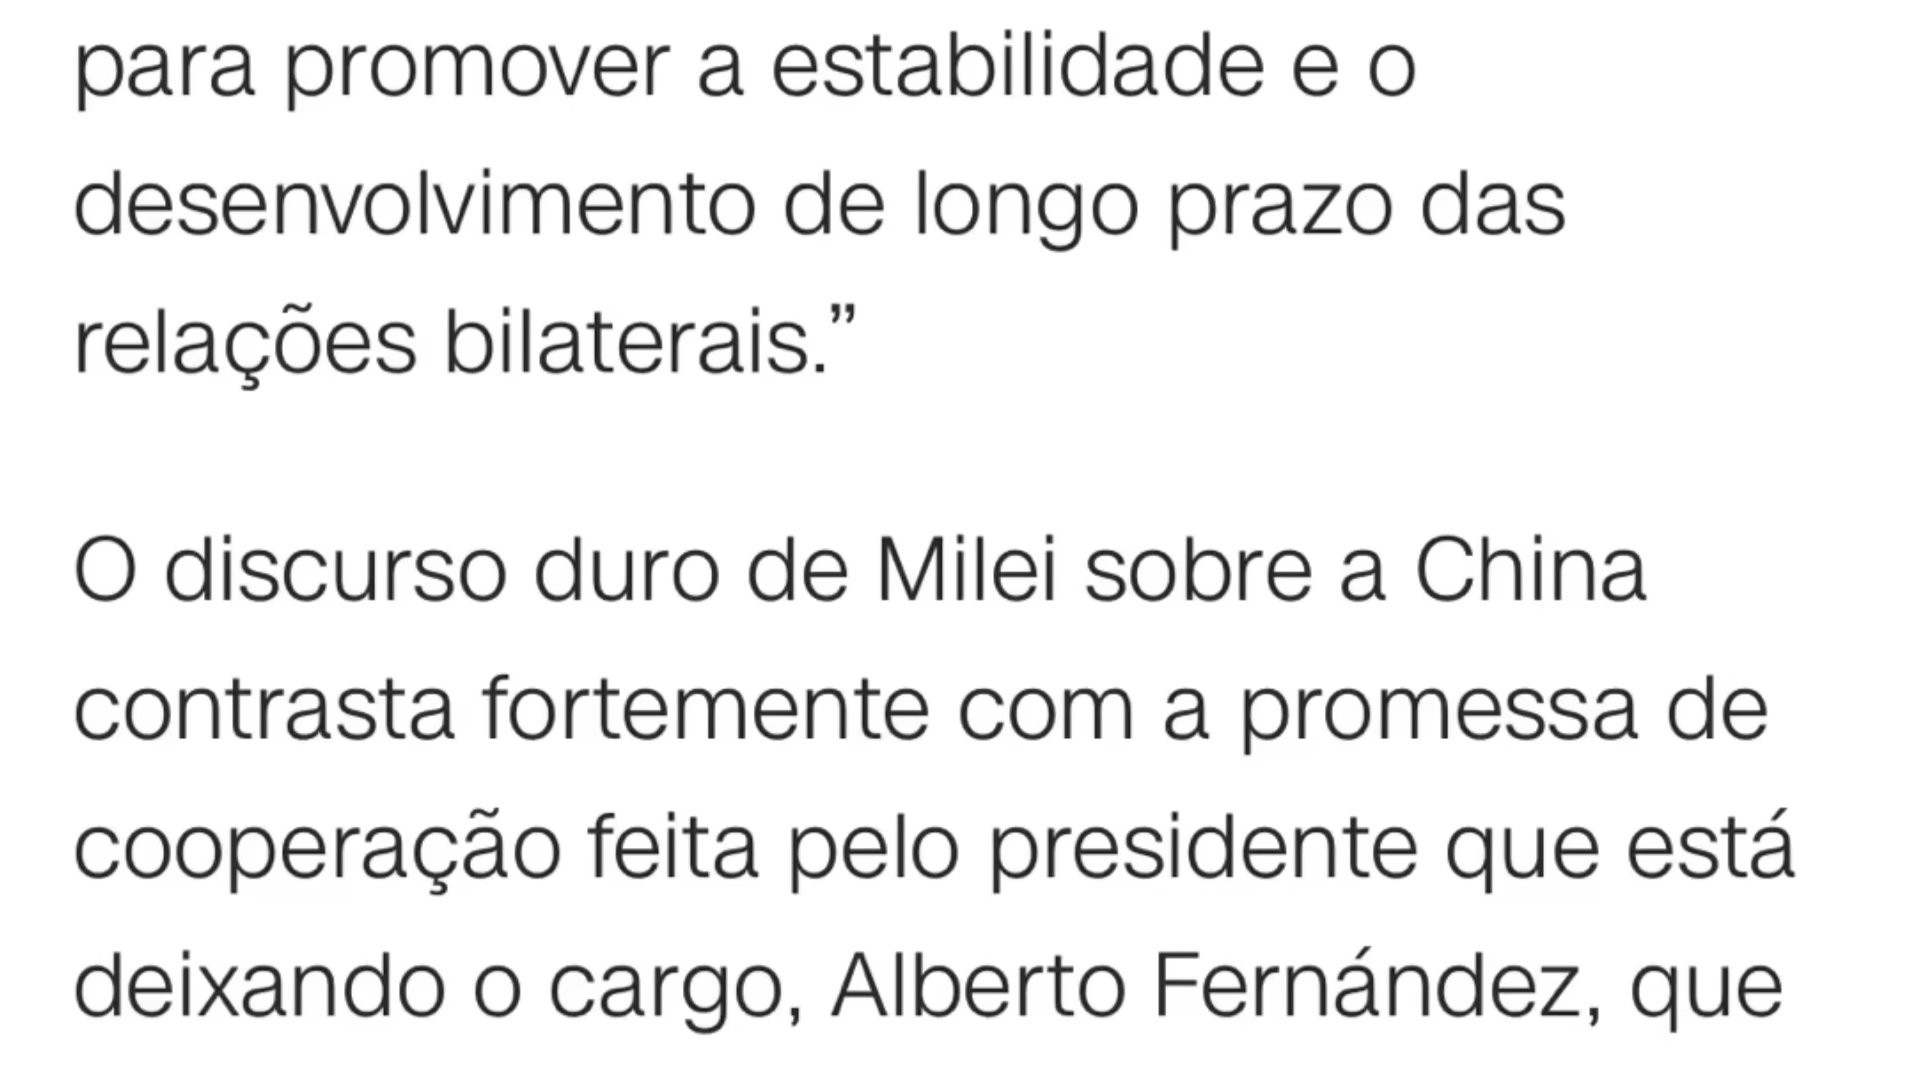 para promover a estabilidade e o
desenvolvimento de longo prazo das
relações bilaterais.”
O discurso duro de Milei sobre a China
contrasta fortemente com a promessa de
cooperação feita pelo presidente que está
deixando o cargo, Alberto Fernández, que